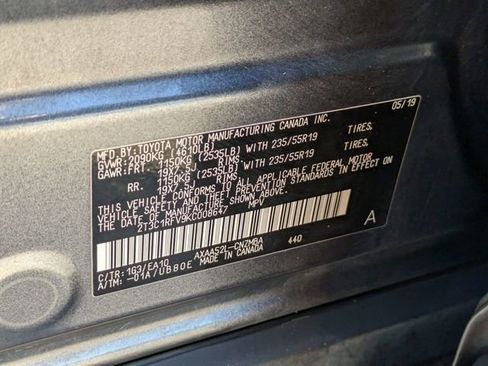 MFD. BY: TOYOTA MOTOR MANUFACTURING CANADA INC. 05/19
GVWR: 2090KG (4610LB)
GAWR: FRT 1150KG (2535LB) WITH 235/55R19 TIRES,
19X7 J RIMS
RR. 1150KG (2535LB) WITH 235/55R19 TIRES,
19X7 J RIMS
THIS VEHICLE CONFORMS TO ALL APPLICABLE FEDERAL MOTOR
VEHICLE SAFETY, AND THEFT PREVENTION STANDARDS IN EFFECT ON
THE DATE OF MANUFACTURE SHOWN ABOVE.
2T3C1RFV9KC008647 MPV
A
C/TR: 1G3/EA10 AXAA52L-CNZMBA 440
A/TM: -01A/UB80E MADE IN CANADA